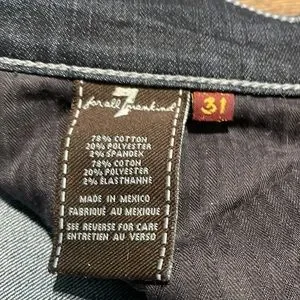 7
for all mankind
31
78% COTTON
20% POLYESTER
2% SPANDEX
78% COTON
20% POLYESTER
2% ÉLASTHANNE
MADE IN MEXICO
FABRIQUÉ AU MEXIQUE
SEE REVERSE FOR CARE
ENTRETIEN AU VERSO